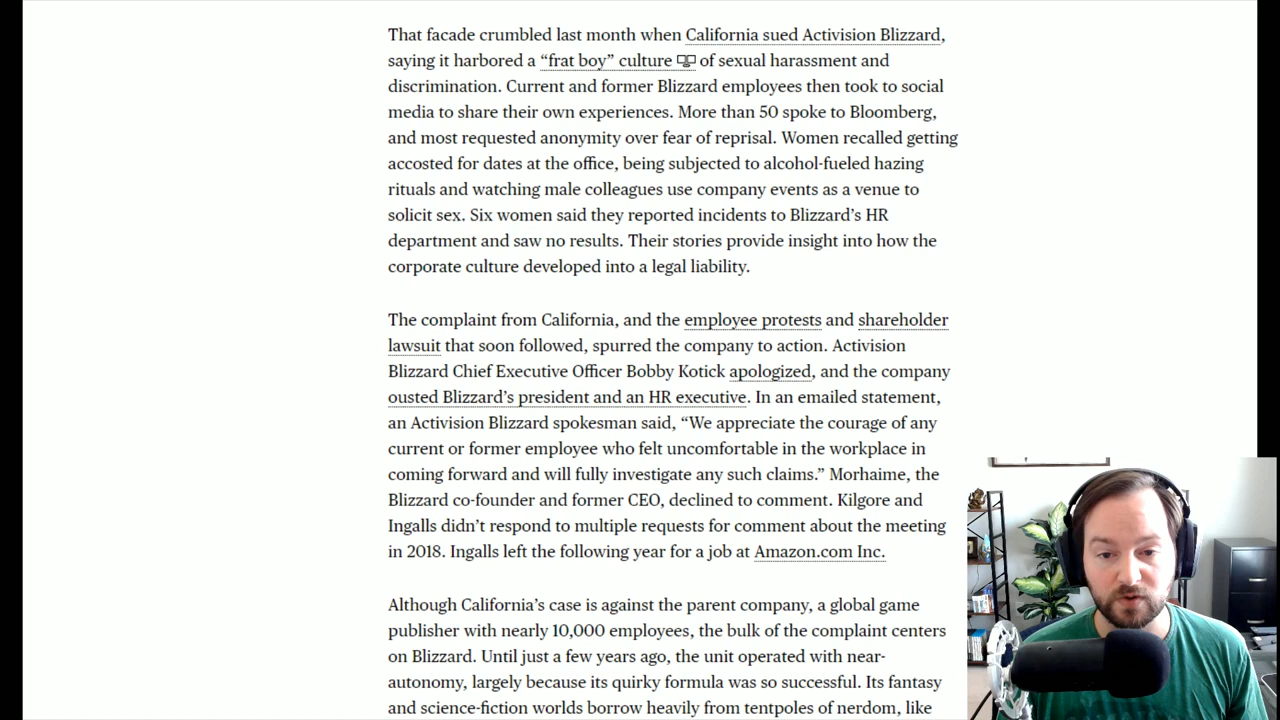 That facade crumbled last month when California sued Activision Blizzard,
saying it harbored a “frat boy” culture of sexual harassment and
discrimination. Current and former Blizzard employees then took to social
media to share their own experiences. More than 50 spoke to Bloomberg,
and most requested anonymity over fear of reprisal. Women recalled getting
accosted for dates at the office, being subjected to alcohol-fueled hazing
rituals and watching male colleagues use company events as a venue to
solicit sex. Six women said they reported incidents to Blizzard’s HR
department and saw no results. Their stories provide insight into how the
corporate culture developed into a legal liability.
The complaint from California, and the employee protests and shareholder
lawsuit that soon followed, spurred the company to action. Activision
Blizzard Chief Executive Officer Bobby Kotick apologized, and the company
ousted Blizzard’s president and an HR executive. In an emailed statement,
an Activision Blizzard spokesman said, “We appreciate the courage of any
current or former employee who felt uncomfortable in the workplace in
coming forward and will fully investigate any such claims.” Morhaime, the
Blizzard co-founder and former CEO, declined to comment. Kilgore and
Ingalls didn’t respond to multiple requests for comment about the meeting
in 2018. Ingalls left the following year for a job at Amazon.com Inc.
Although California’s case is against the parent company, a global game
publisher with nearly 10,000 employees, the bulk of the complaint centers
on Blizzard. Until just a few years ago, the unit operated with near-
autonomy, largely because its quirky formula was so successful. Its fantasy
and science-fiction worlds borrow heavily from tentpoles of nerdom, like